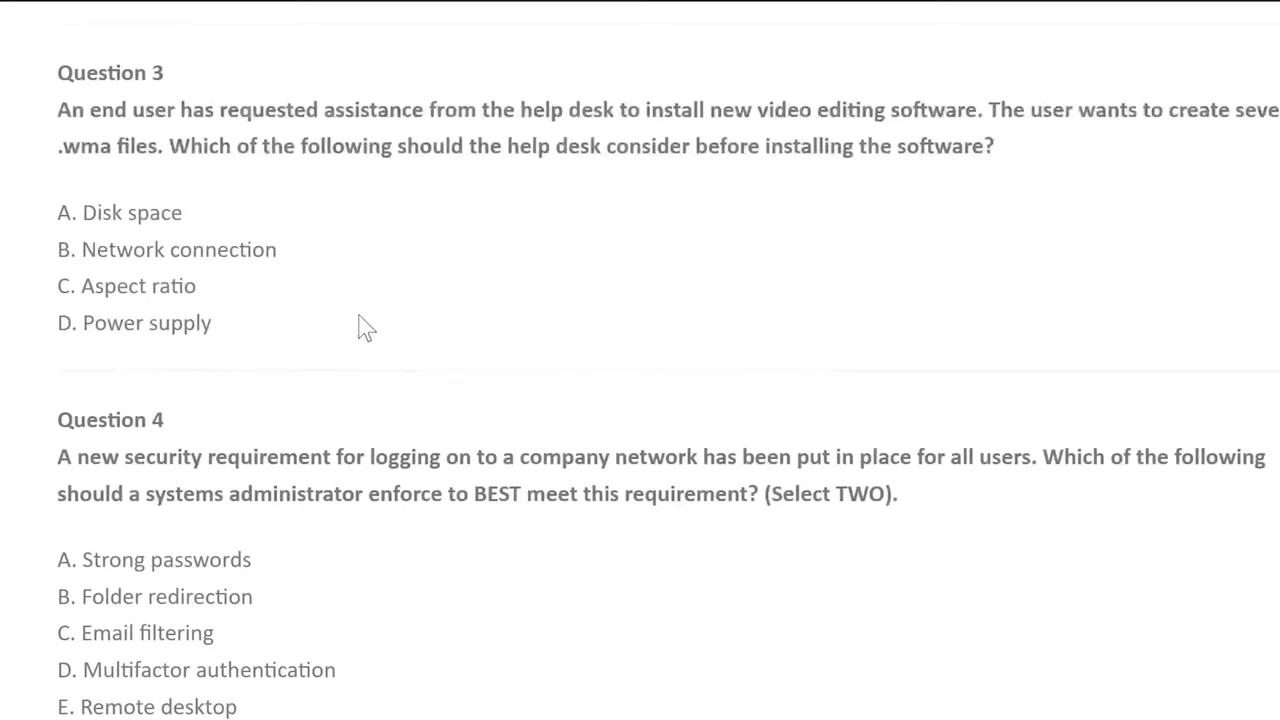 Question 3
An end user has requested assistance from the help desk to install new video editing software. The user wants to create seve
.wma files. Which of the following should the help desk consider before installing the software?
A. Disk space
B. Network connection
C. Aspect ratio
D. Power supply
Question 4
A new security requirement for logging on to a company network has been put in place for all users. Which of the following
should a systems administrator enforce to BEST meet this requirement? (Select TWO).
A. Strong passwords
B. Folder redirection
C. Email filtering
D. Multifactor authentication
E. Remote desktop